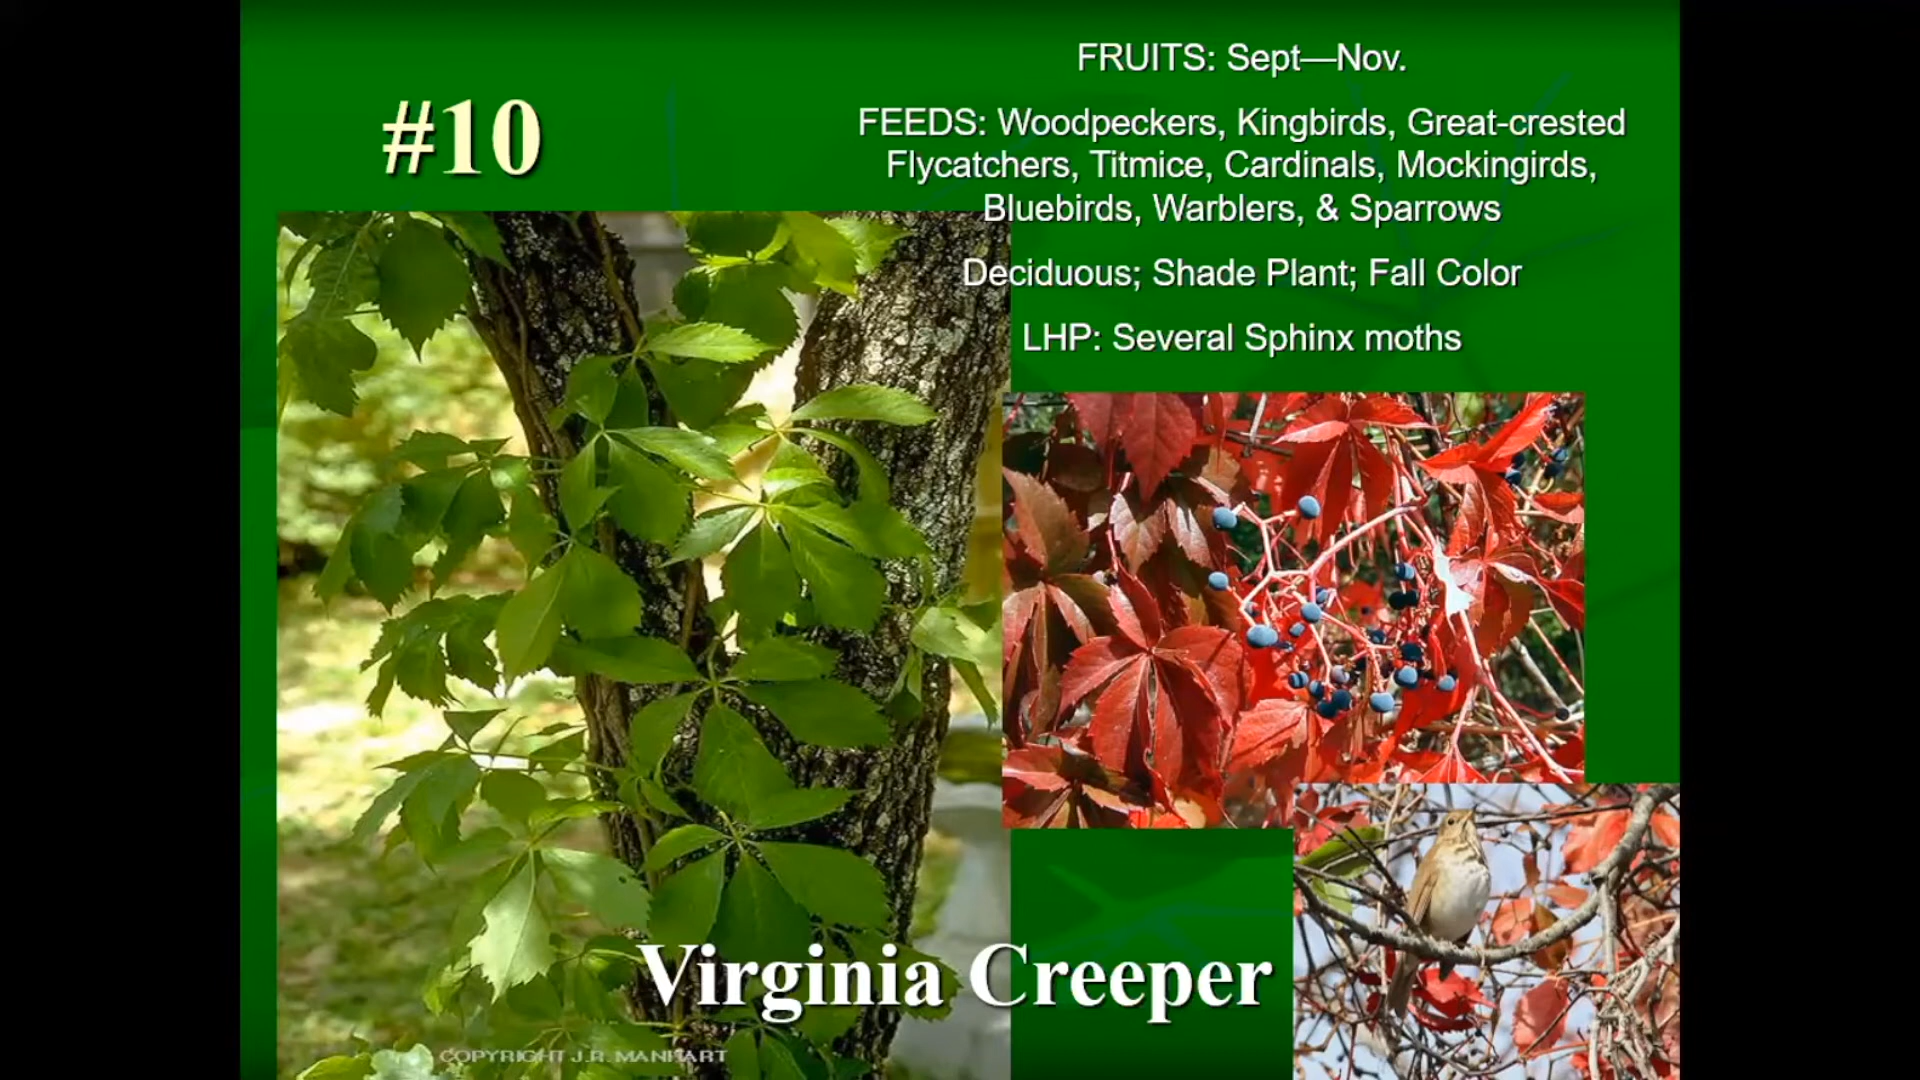 #10
FRUITS: Sept—Nov.
FEEDS: Woodpeckers, Kingbirds, Great-crested
Flycatchers, Titmice, Cardinals, Mockingirds,
Bluebirds, Warblers, & Sparrows
Deciduous; Shade Plant; Fall Color
LHP: Several Sphinx moths
Virginia Creeper
COPYRIGHT J.R. MANHART